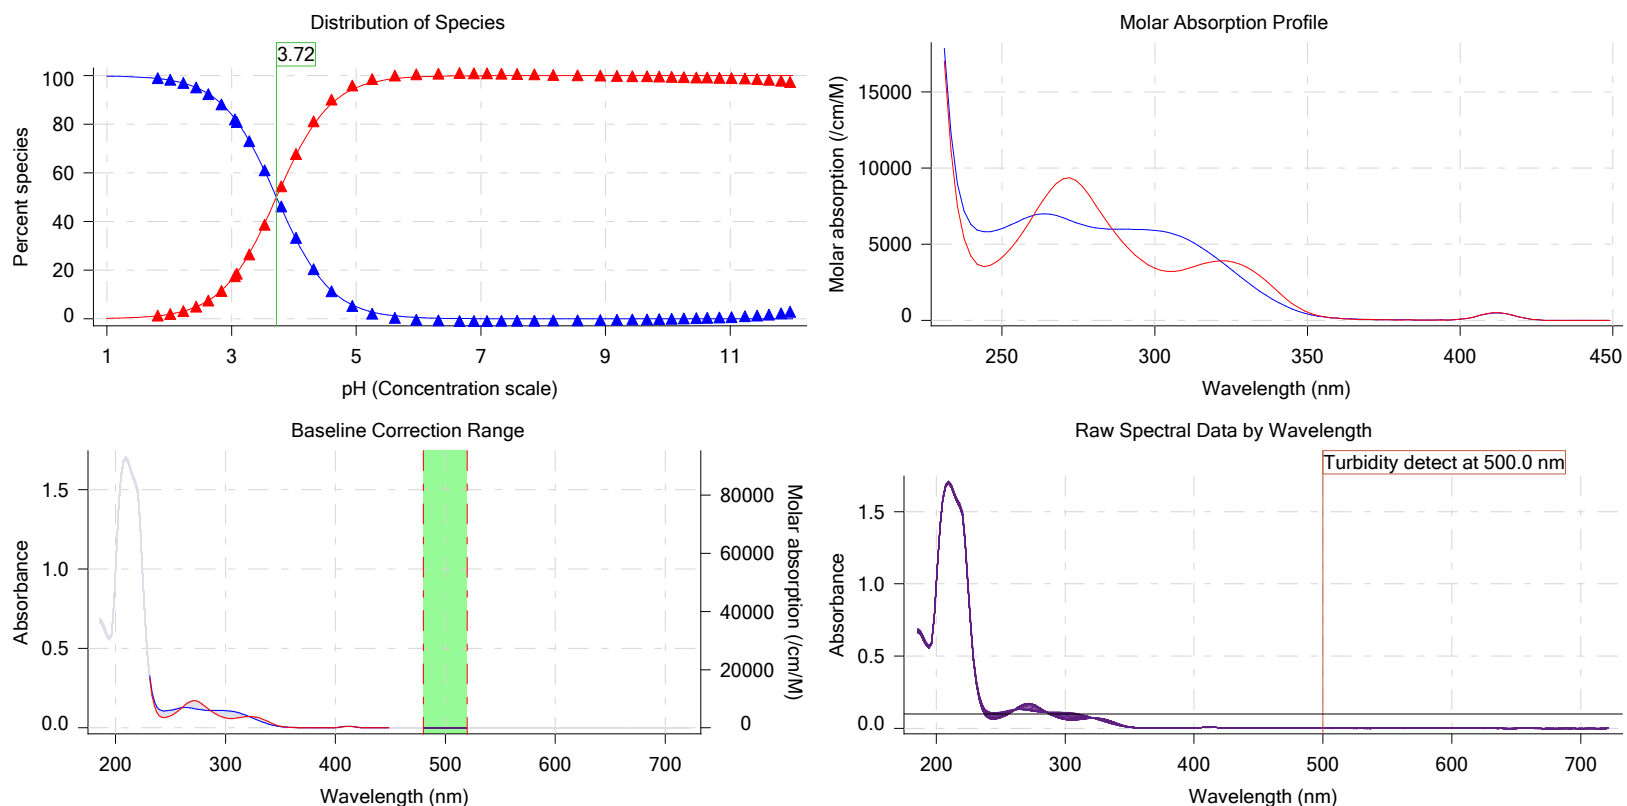 Distribution of Species
3.72
Percent species
100
80
60
40
20
0
1 3 5 7 9 11
pH (Concentration scale)
Molar Absorption Profile
Molar absorption (/cm/M)
15000
10000
5000
0
250 300 350 400 450
Wavelength (nm)
Baseline Correction Range
Absorbance
1.5
1.0
0.5
0.0
80000
60000
40000
20000
0
Molar absorption (/cm/M)
200 300 400 500 600 700
Wavelength (nm)
Raw Spectral Data by Wavelength
Turbidity detect at 500.0 nm
Absorbance
1.5
1.0
0.5
0.0
200 300 400 500 600 700
Wavelength (nm)